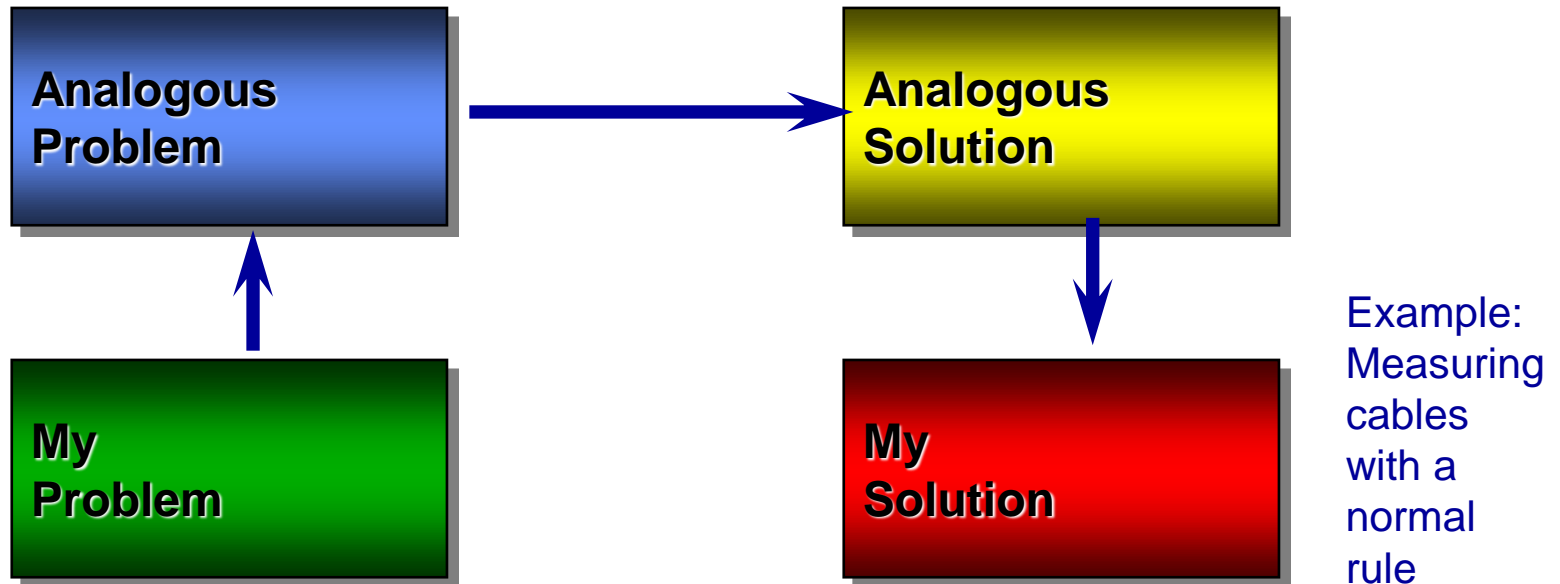 Analogous
Problem
Analogous
Solution
My
Problem
My
Solution
Example:
Measuring
cables
with a
normal
rule